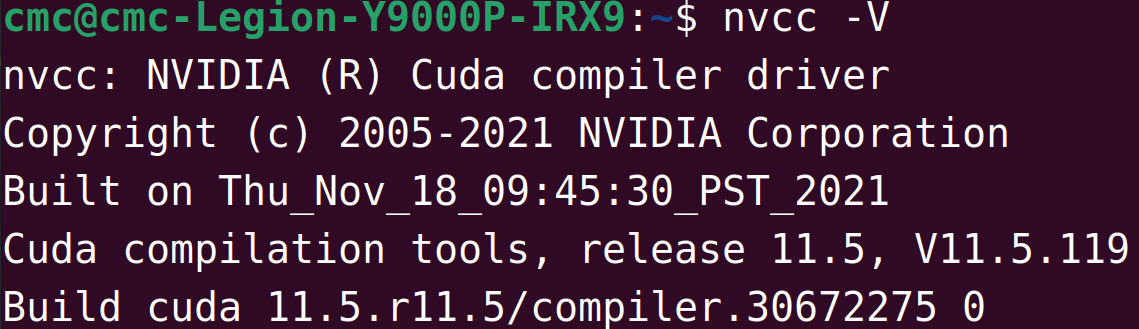 cmc@cmc-Legion-Y9000P-IRX9:~$ nvcc -V
nvcc: NVIDIA (R) Cuda compiler driver
Copyright (c) 2005-2021 NVIDIA Corporation
Built on Thu_Nov_18_09:45:30_PST_2021
Cuda compilation tools, release 11.5, V11.5.119
Build cuda 11.5.r11.5/compiler.30672275 0